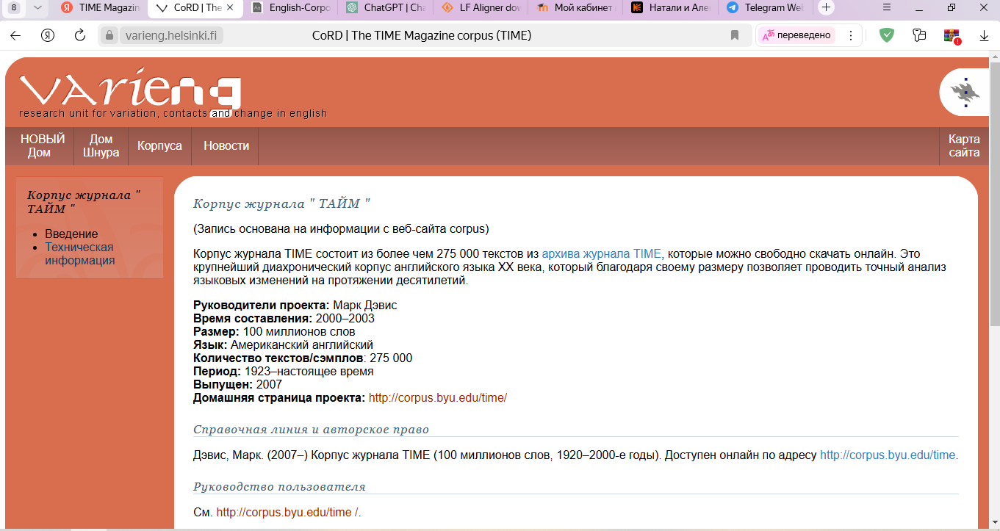 8
TIME Magazin
CoRD | The
English-Corpo
ChatGPT | Cha
LF Aligner dow
Мой кабинет
Натали и Алек
Telegram Web
varieng.helsinki.fi
CoRD | The TIME Magazine corpus (TIME)
переведено
VARIENG
research unit for variation, contacts and change in english
НОВЫЙ Дом
Дом Шнура
Корпуса
Новости
Карта сайта
Корпус журнала "
ТАЙМ "
Введение
Техническая
информация
Корпус журнала " ТАЙМ "
(Запись основана на информации с веб-сайта corpus)
Корпус журнала TIME состоит из более чем 275 000 текстов из архива журнала TIME, которые можно свободно скачать онлайн. Это
крупнейший диахронический корпус английского языка XX века, который благодаря своему размеру позволяет проводить точный анализ
языковых изменений на протяжении десятилетий.
Руководители проекта: Марк Дэвис
Время составления: 2000–2003
Размер: 100 миллионов слов
Язык: Американский английский
Количество текстов/сэмплов: 275 000
Период: 1923–настоящее время
Выпущен: 2007
Домашняя страница проекта: http://corpus.byu.edu/time/
Справочная линия и авторское право
Дэвис, Марк. (2007–) Корпус журнала TIME (100 миллионов слов, 1920–2000-е годы). Доступен онлайн по адресу http://corpus.byu.edu/time.
Руководство пользователя
См. http://corpus.byu.edu/time /.